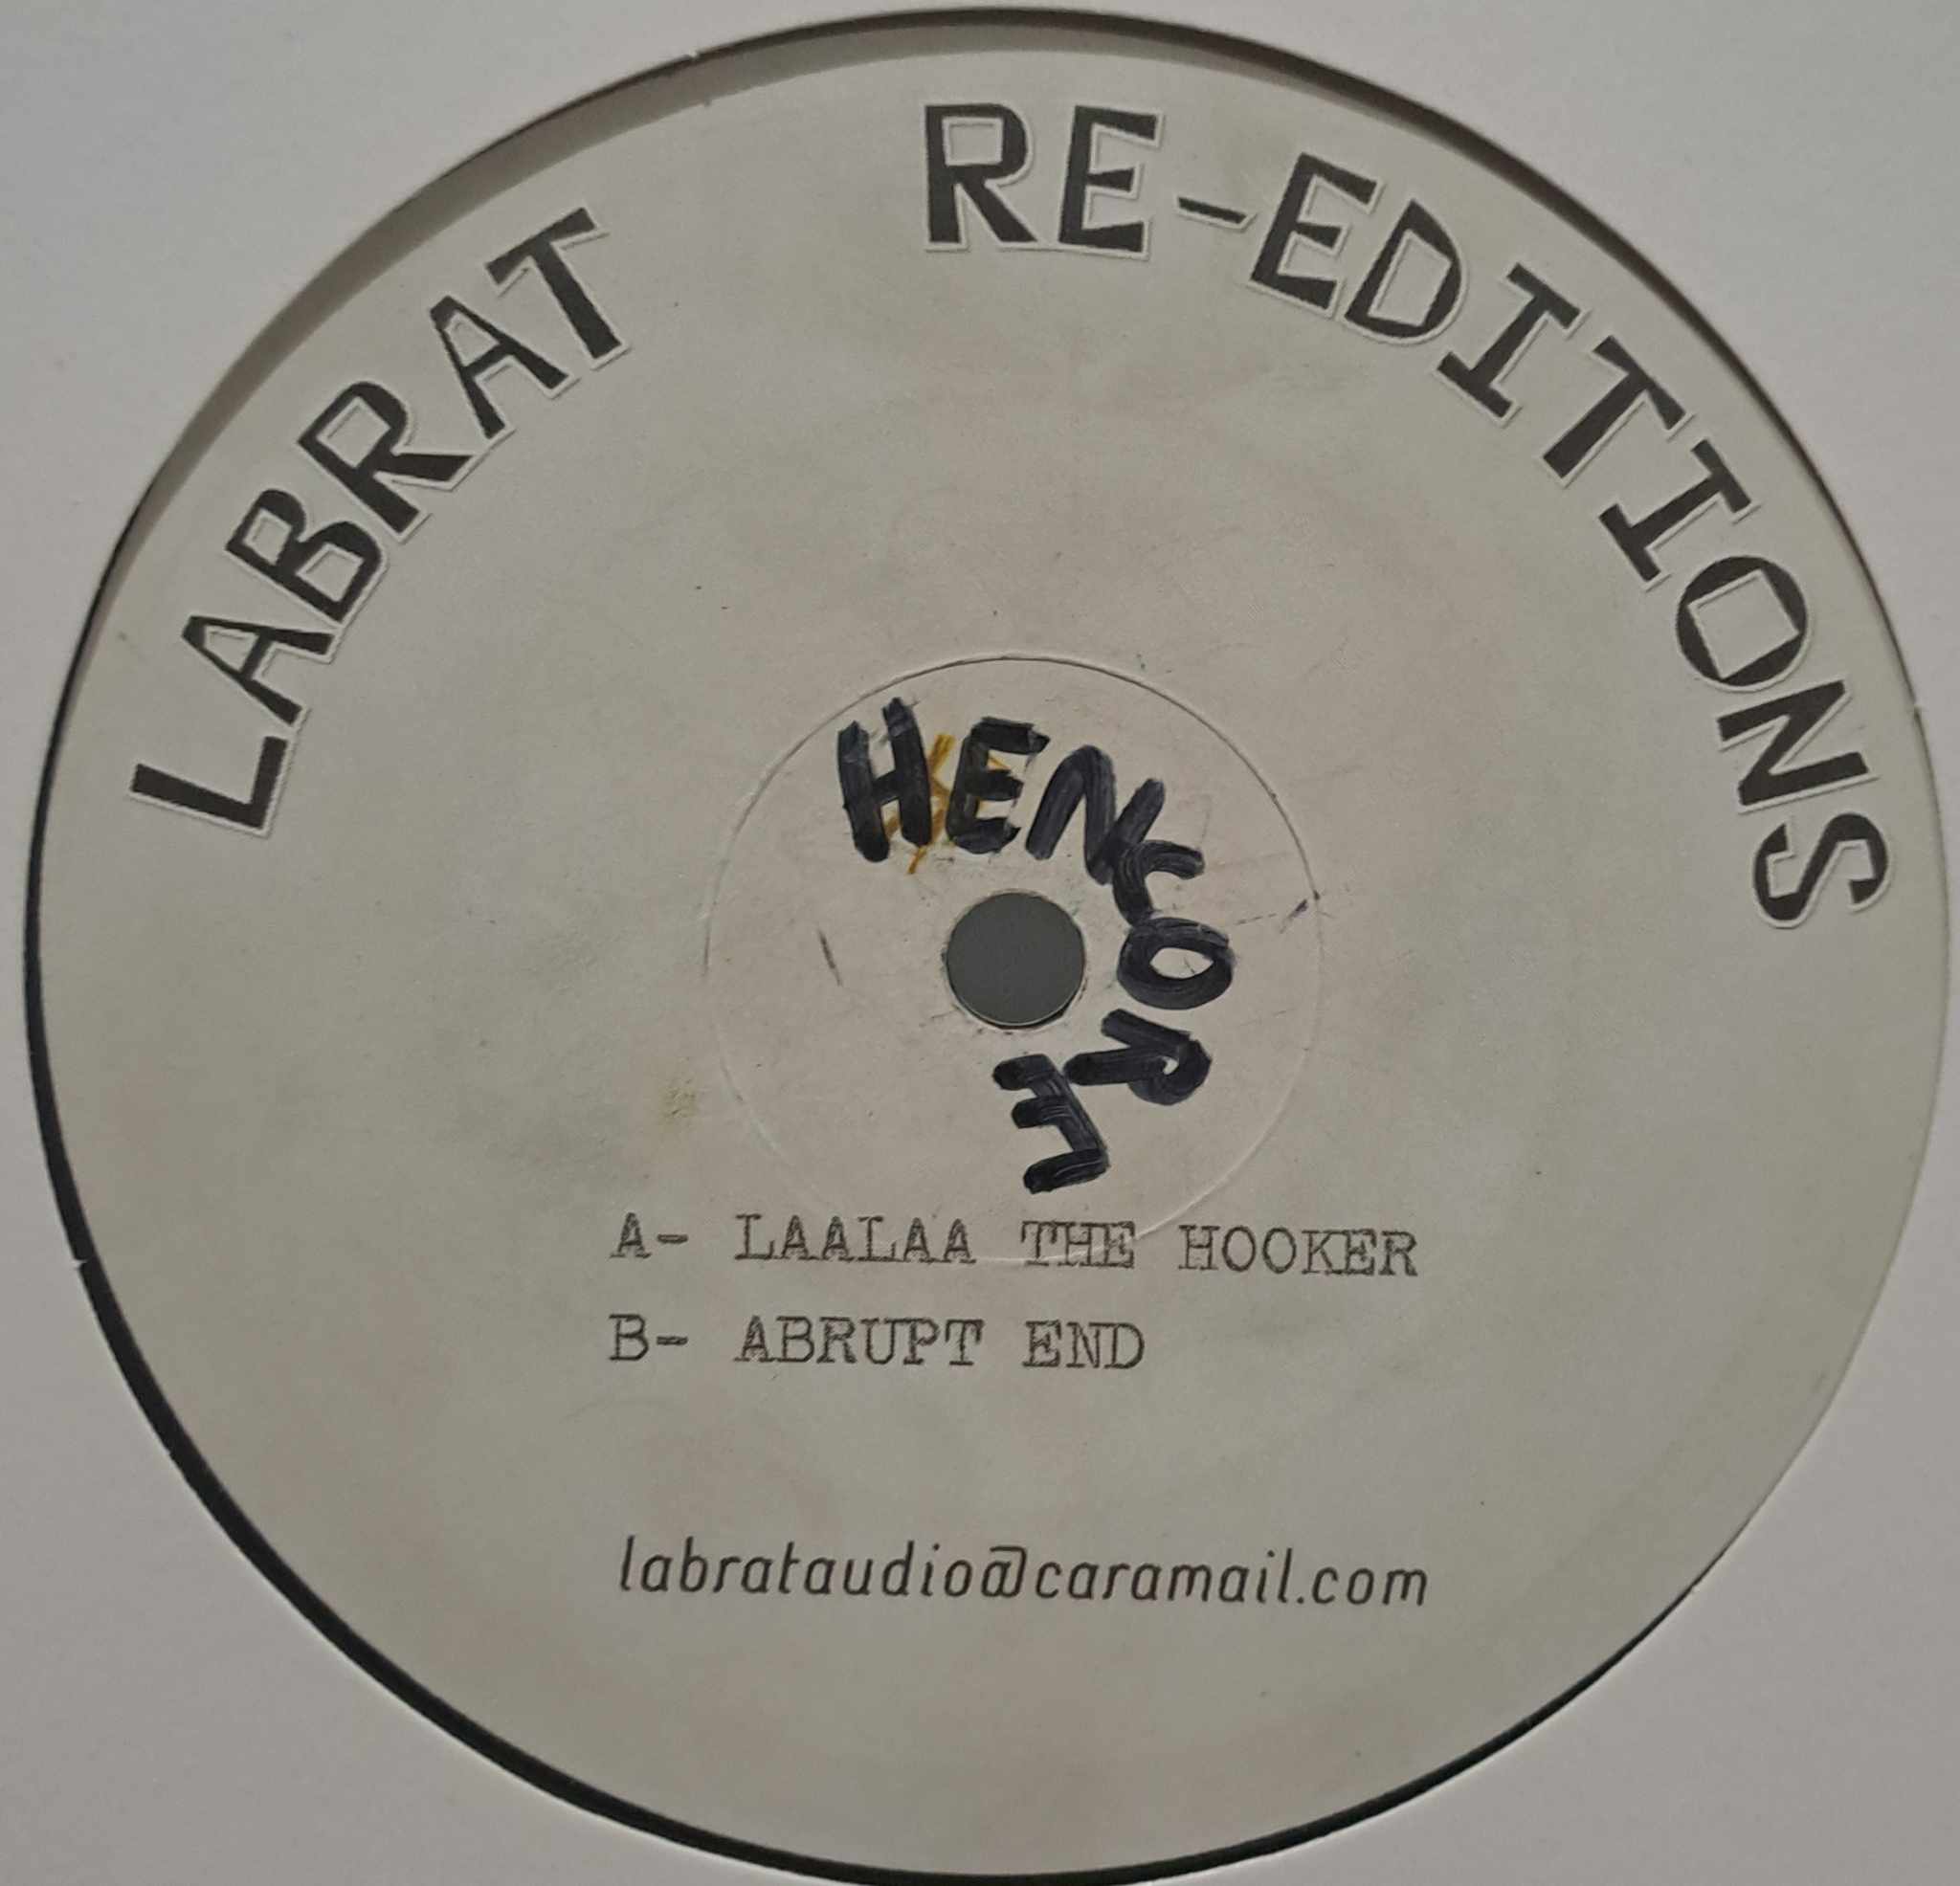 LABRAT RE-EDITIONS
HENCORE
A- LAALAA THE HOOKER
B- ABRUPT END
labrataudio@caramail.com